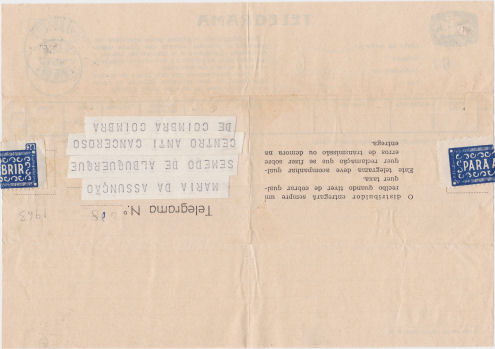 O distribuidor entregará sempre um
recibo quando tiver de cobrar qual-
quer taxa.
Este telegrama deve acompanhar qual-
quer reclamação que se fizer sobre
erros de transmissão ou demora na
entrega.
Telegrama N.º
MARIA DA ASSUNÇÃO
SEMEDO DE ALBUQUERQUE
CENTRO ANTI CANCEROSO
DE COIMBRA COIMBRA
1963
PARA A
BRIR
TELEGRAMA